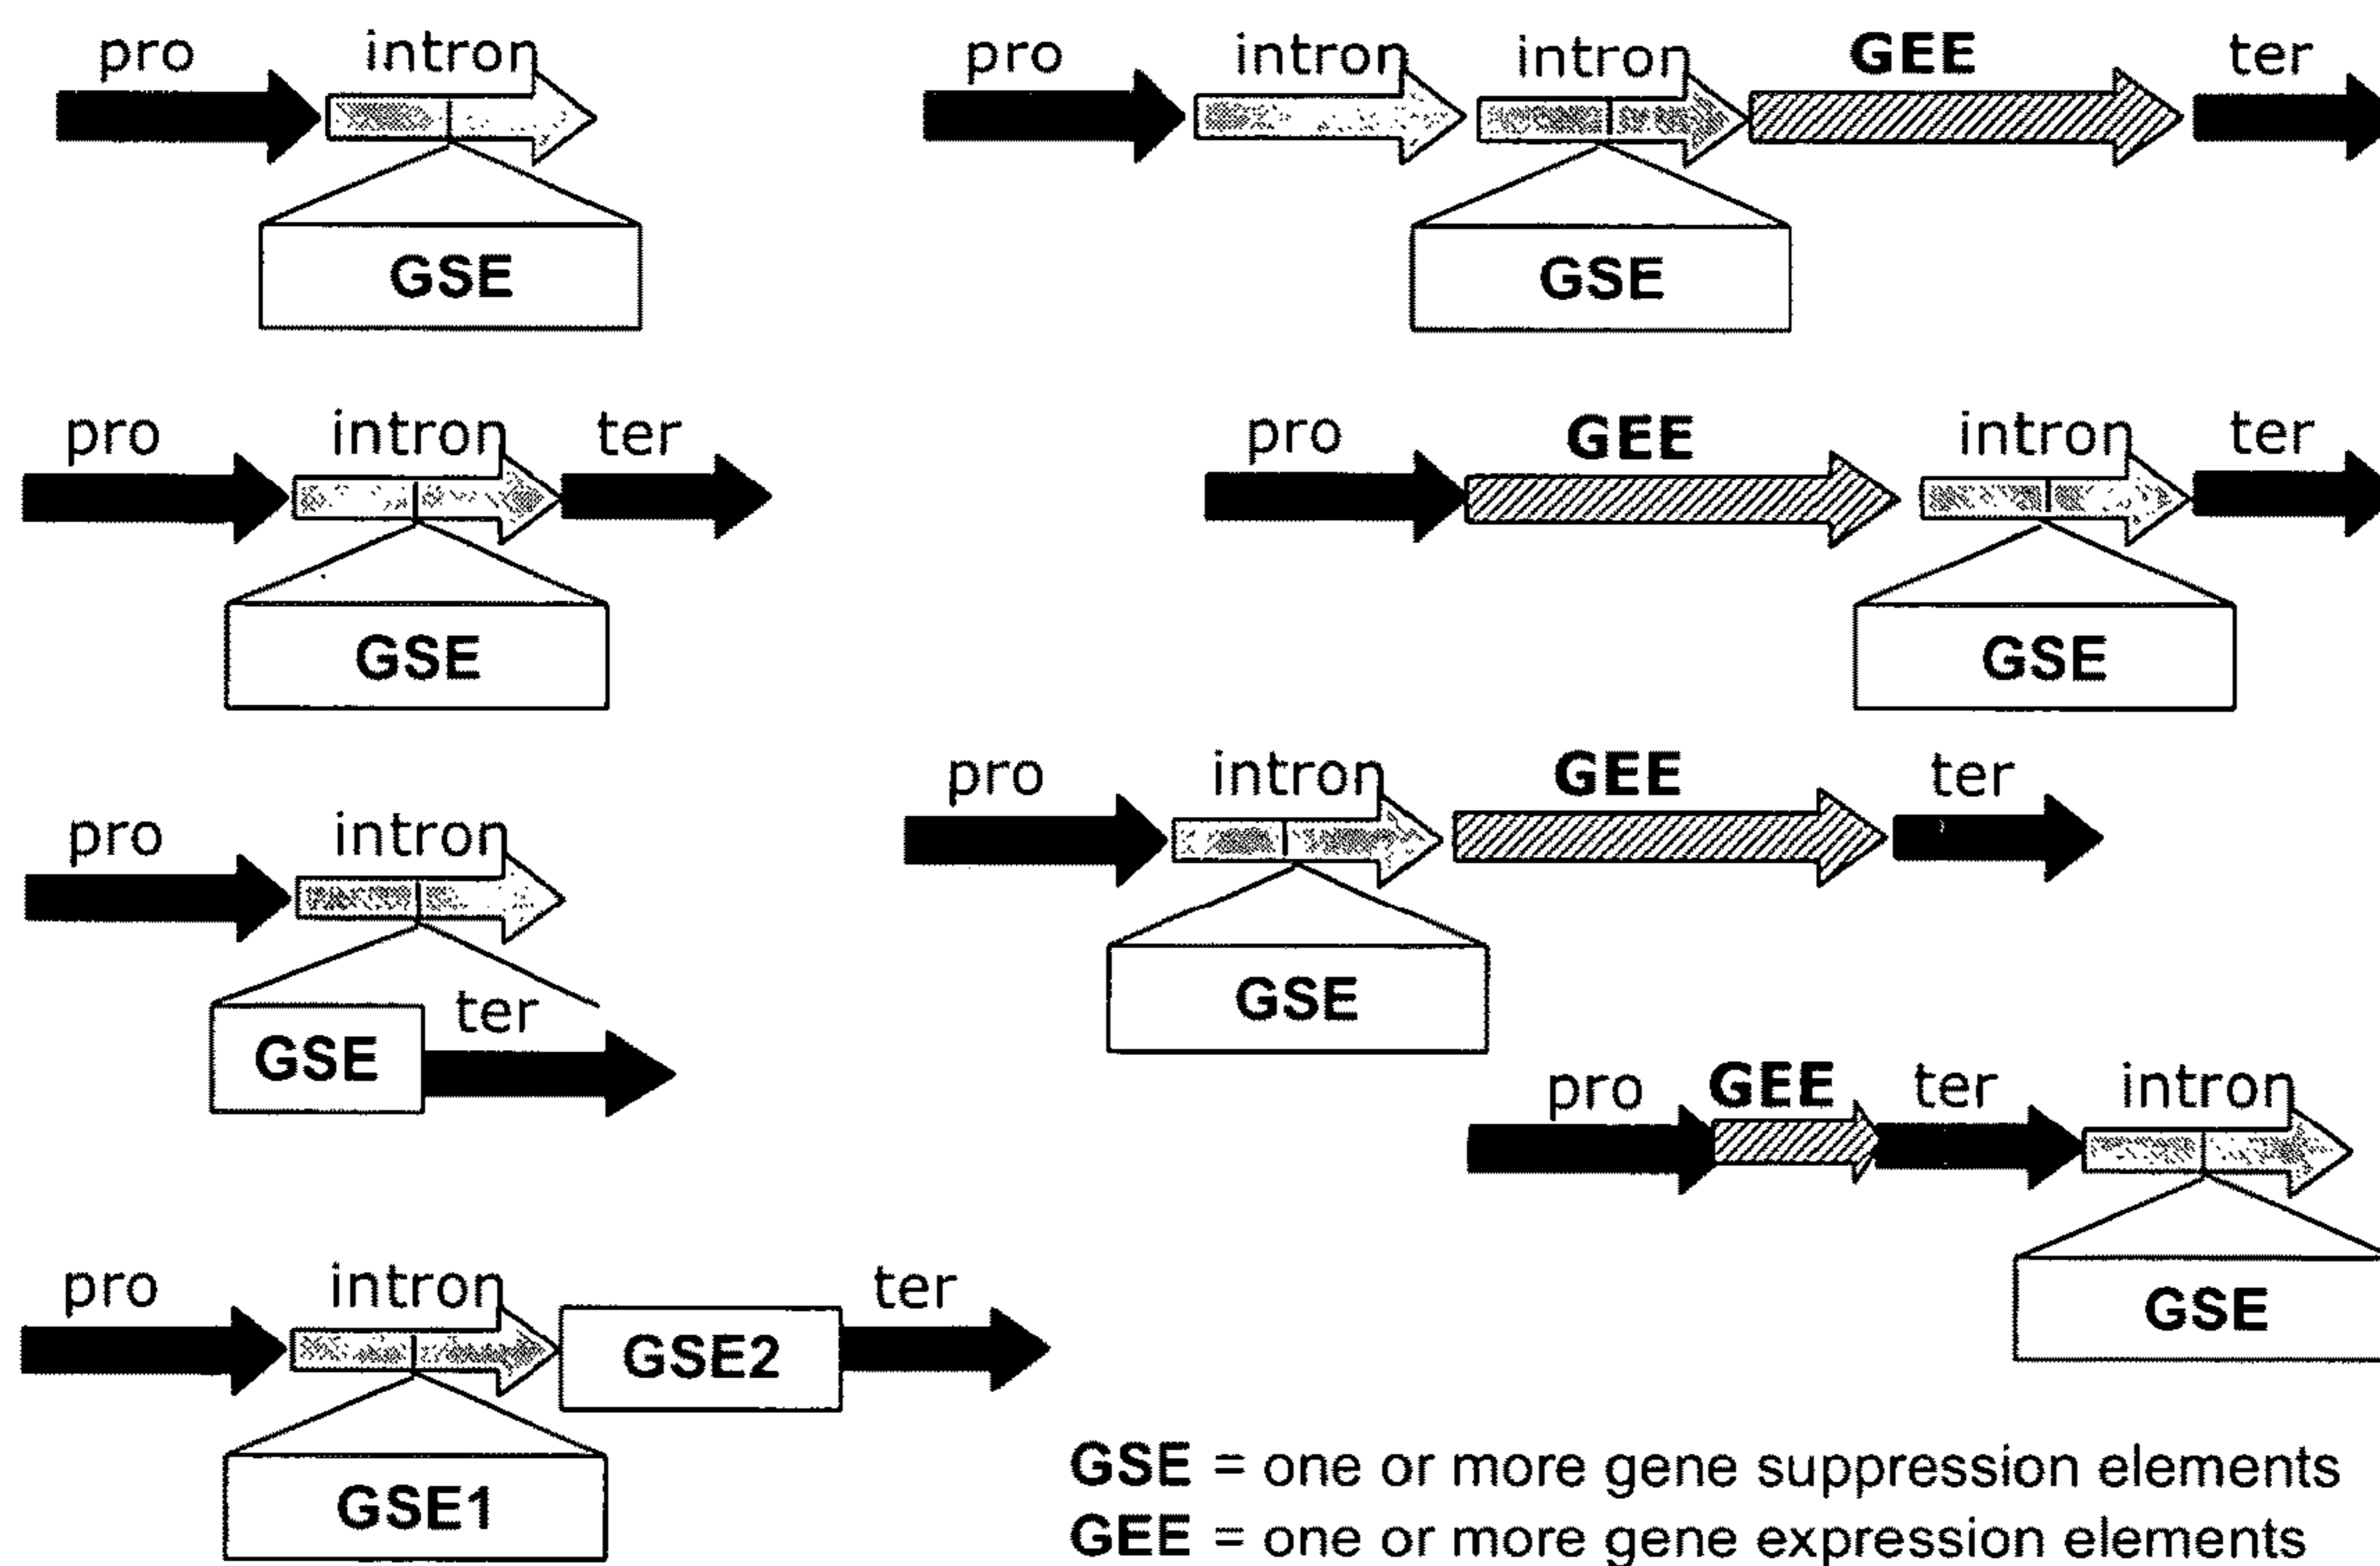 pro intron
GSE
pro intron ter
GSE
pro intron
GSE ter
pro intron ter
GSE2
GSE1
pro intron intron GEE ter
GSE
pro GEE intron ter
GSE
pro intron GEE ter
GSE
pro GEE ter intron
GSE
GSE = one or more gene suppression elements
GEE = one or more gene expression elements